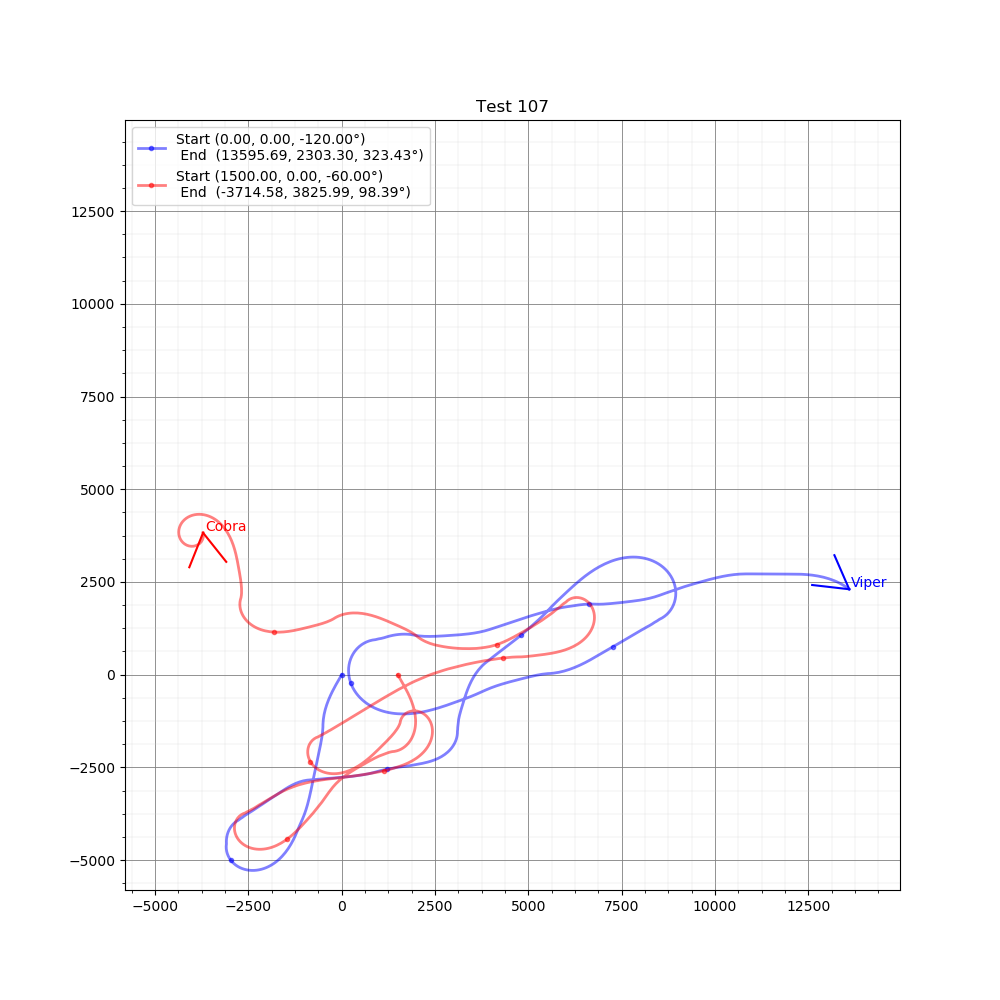 Test 107
Start (0.00, 0.00, -120.00°)
End (13595.69, 2303.30, 323.43°)
Start (1500.00, 0.00, -60.00°)
End (-3714.58, 3825.99, 98.39°)
12500
10000
7500
5000
2500
0
−2500
−5000
Cobra
Viper
−5000 −2500 0 2500 5000 7500 10000 12500